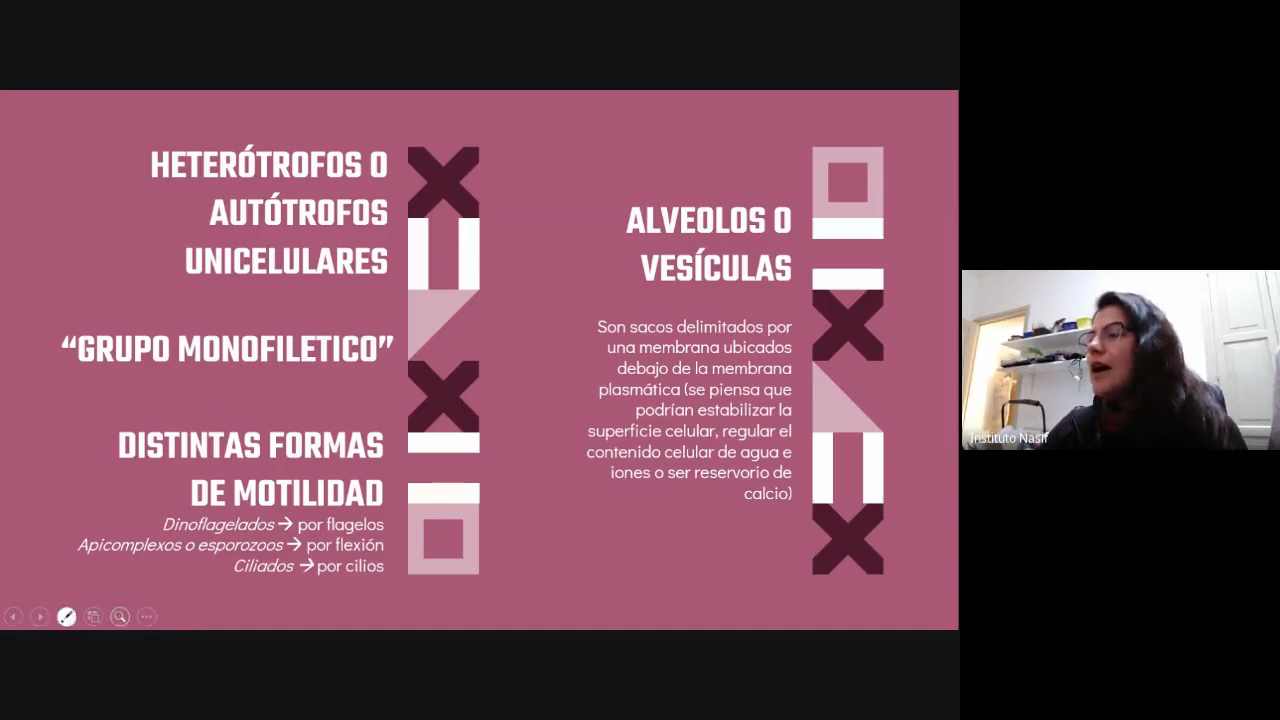 HETERÓTROFOS O
AUTÓTROFOS
UNICELULARES
“GRUPO MONOFILETICO”
DISTINTAS FORMAS
DE MOTILIDAD
Dinoflagelados → por flagelos
Apicomplexos o esporozoos → por flexión
Ciliados → por cilios
ALVEOLOS O
VESÍCULAS
Son sacos delimitados por
una membrana ubicados
debajo de la membrana
plasmática (se piensa que
podrían estabilizar la
superficie celular, regular el
contenido celular de agua e
iones o ser reservorio de
calcio)
Instituto Nasif